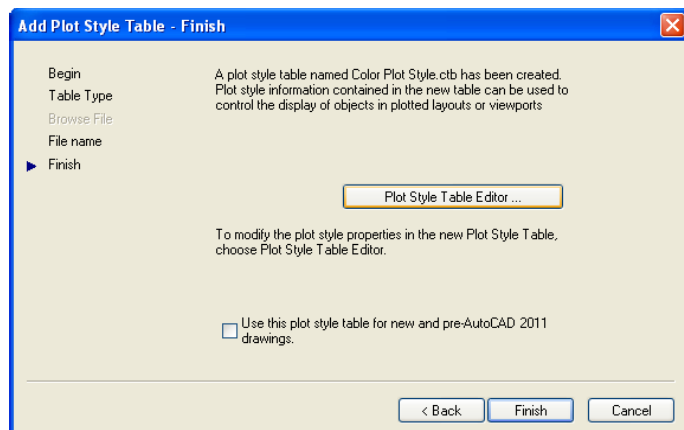 Add Plot Style Table - Finish
Begin
Table Type
Browse File
File name
Finish
A plot style table named Color Plot Style.ctb has been created.
Plot style information contained in the new table can be used to
control the display of objects in plotted layouts or viewports
Plot Style Table Editor ...
To modify the plot style properties in the new Plot Style Table,
choose Plot Style Table Editor.
Use this plot style table for new and pre-AutoCAD 2011
drawings.
< Back
Finish
Cancel